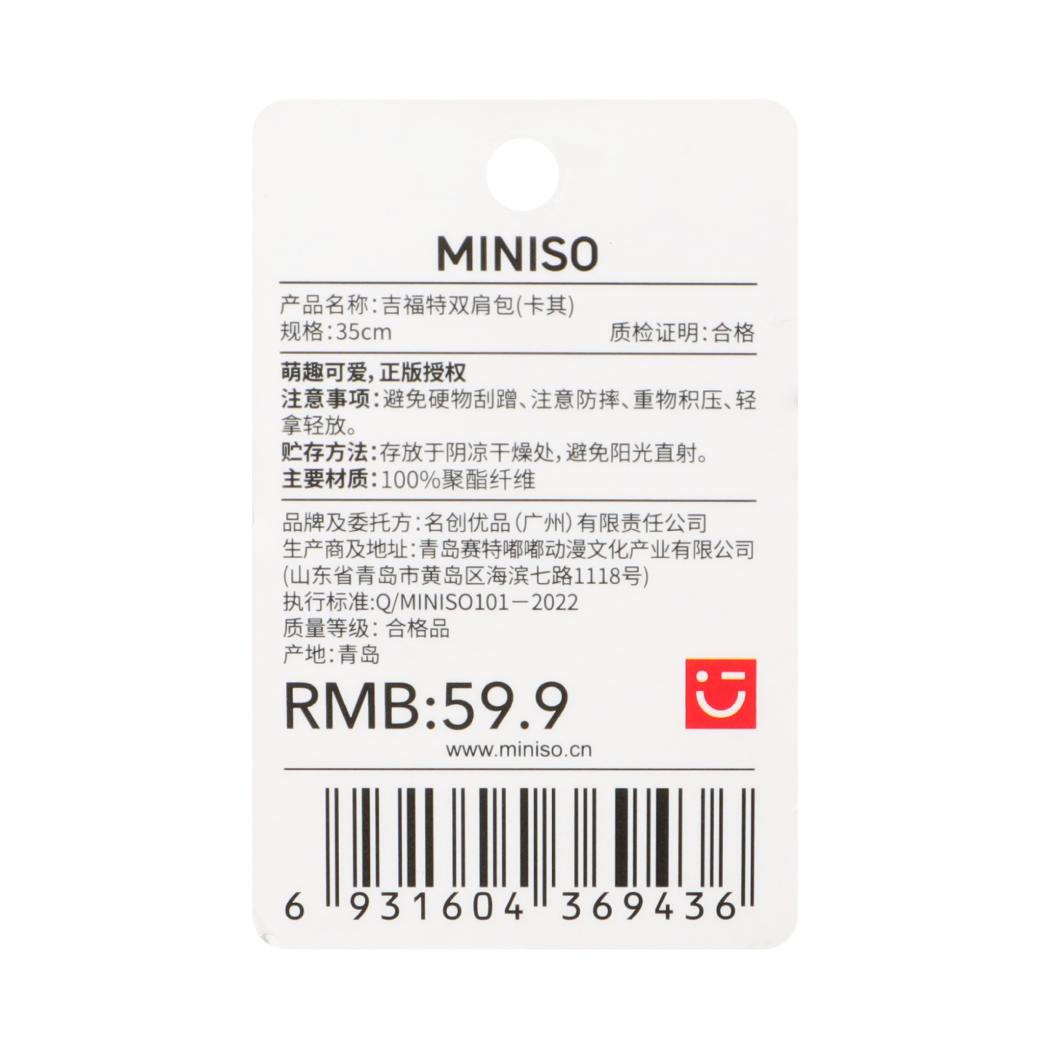 MINISO
产品名称:吉福特双肩包(卡其)
规格:35cm 质检证明:合格
萌趣可爱,正版授权
注意事项:避免硬物刮蹭、注意防摔、重物积压、轻
拿轻放。
贮存方法:存放于阴凉干燥处,避免阳光直射。
主要材质:100%聚酯纤维
品牌及委托方:名创优品(广州)有限责任公司
生产商及地址:青岛赛特嘟嘟动漫文化产业有限公司
(山东省青岛市黄岛区海滨七路1118号)
执行标准:Q/MINISO101－2022
质量等级: 合格品
产地:青岛
RMB:59.9
www.miniso.cn
6 931604 369436